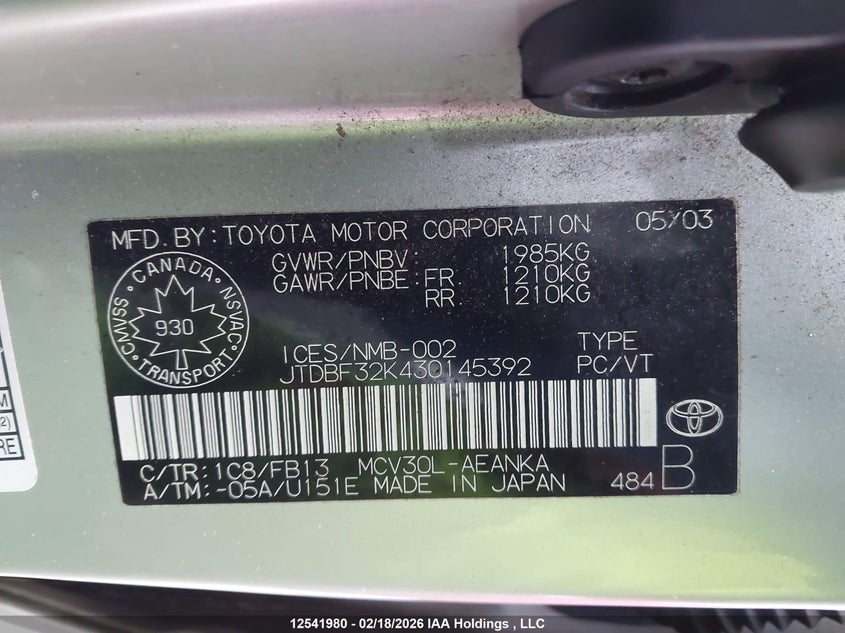 MFD. BY: TOYOTA MOTOR CORPORATION 05/03
GVWR/PNBV: 1985KG
GAWR/PNBE: FR 1210KG
RR 1210KG
CANADA
CMVSS NSVAC
930
TRANSPORT
ICES/NMB-002 TYPE
JTDBF32K430145392 PC/VT
C/TR: 1C8/FB13 MCV30L-AEANKA
A/TM: -05A/U151E MADE IN JAPAN 484 B
M
2)
RE
12541980 - 02/18/2026 IAA Holdings , LLC